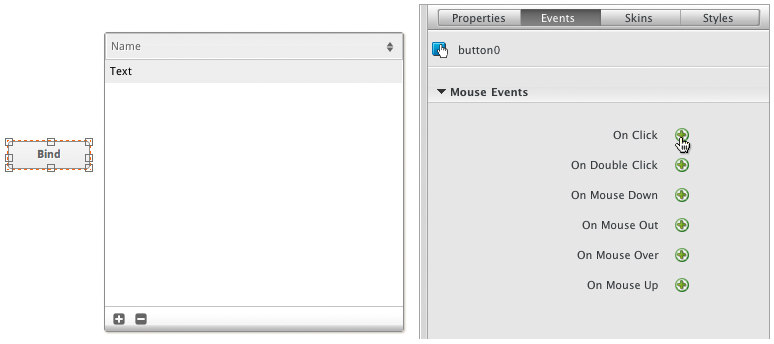 Bind
Name
Text
Properties Events Skins Styles
button0
Mouse Events
On Click
On Double Click
On Mouse Down
On Mouse Out
On Mouse Over
On Mouse Up